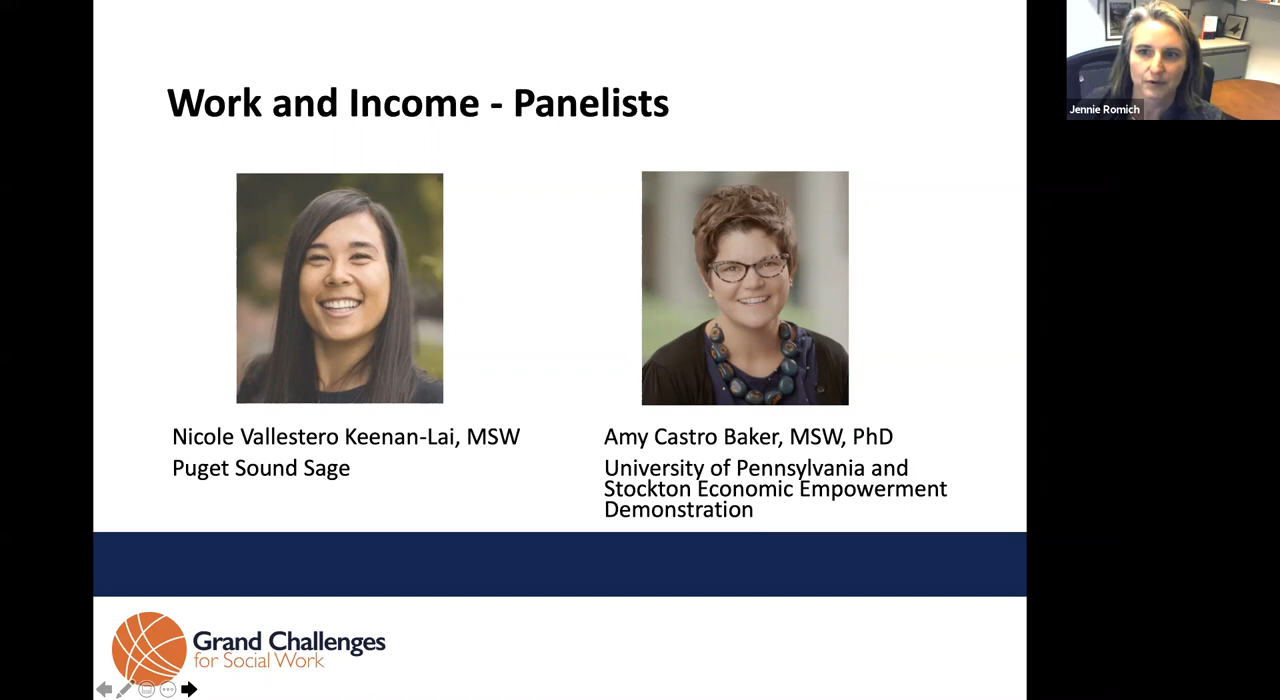 Work and Income - Panelists
Jennie Romich
Nicole Vallestero Keenan-Lai, MSW
Puget Sound Sage
Amy Castro Baker, MSW, PhD
University of Pennsylvania and
Stockton Economic Empowerment
Demonstration
Grand Challenges
for Social Work